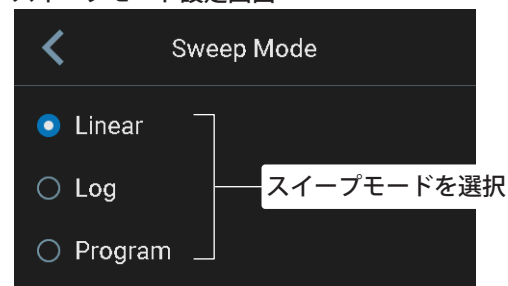 スイープモード設定画面
Sweep Mode
Linear
Log
スイープモードを選択
Program